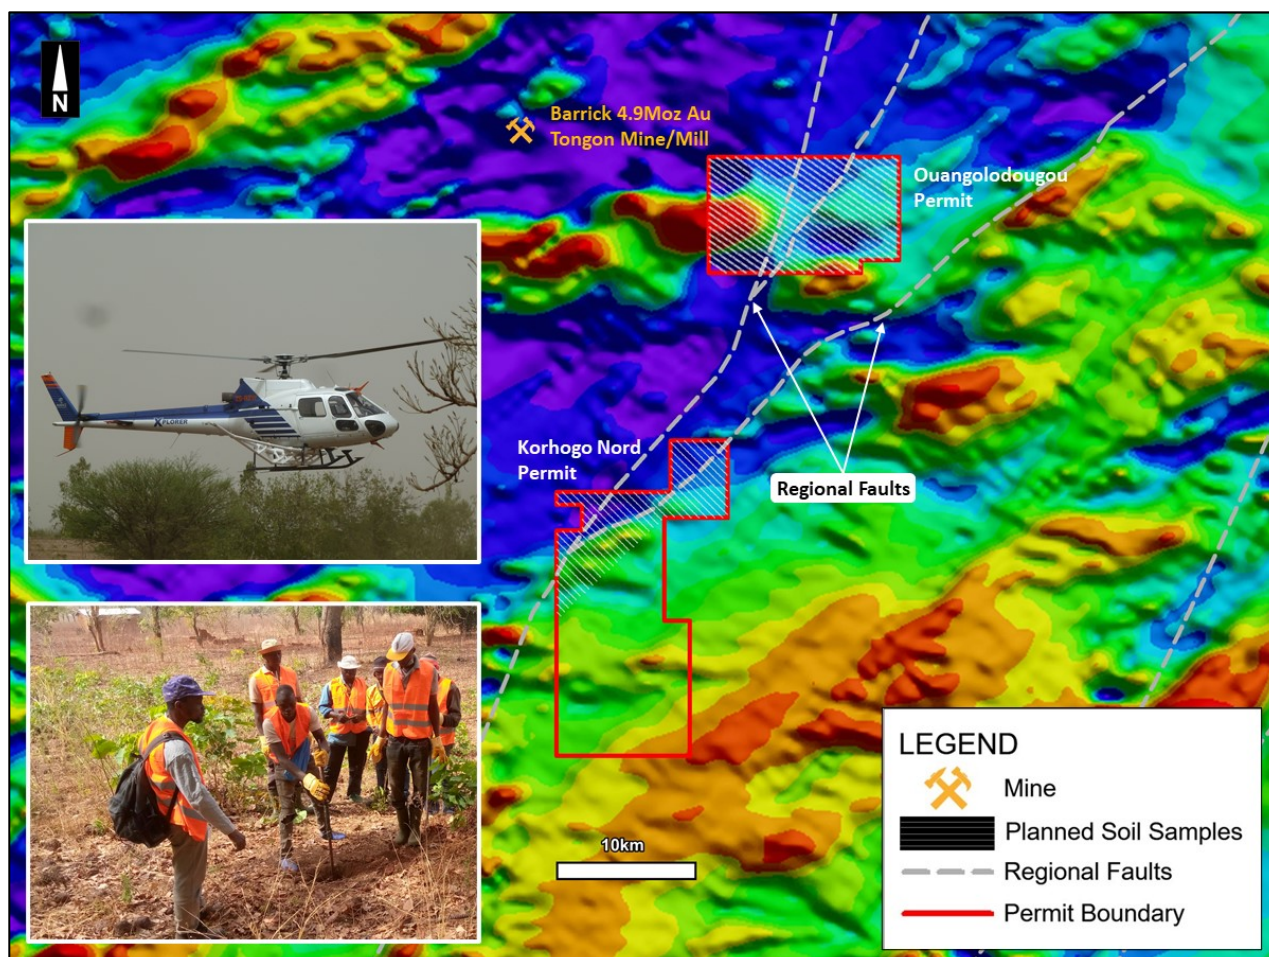 N
Barrick 4.9Moz Au
Tongon Mine/Mill
Ouangolodougou
Permit
Korhogo Nord
Permit
Regional Faults
XPLORER
10km
LEGEND
Mine
Planned Soil Samples
Regional Faults
Permit Boundary